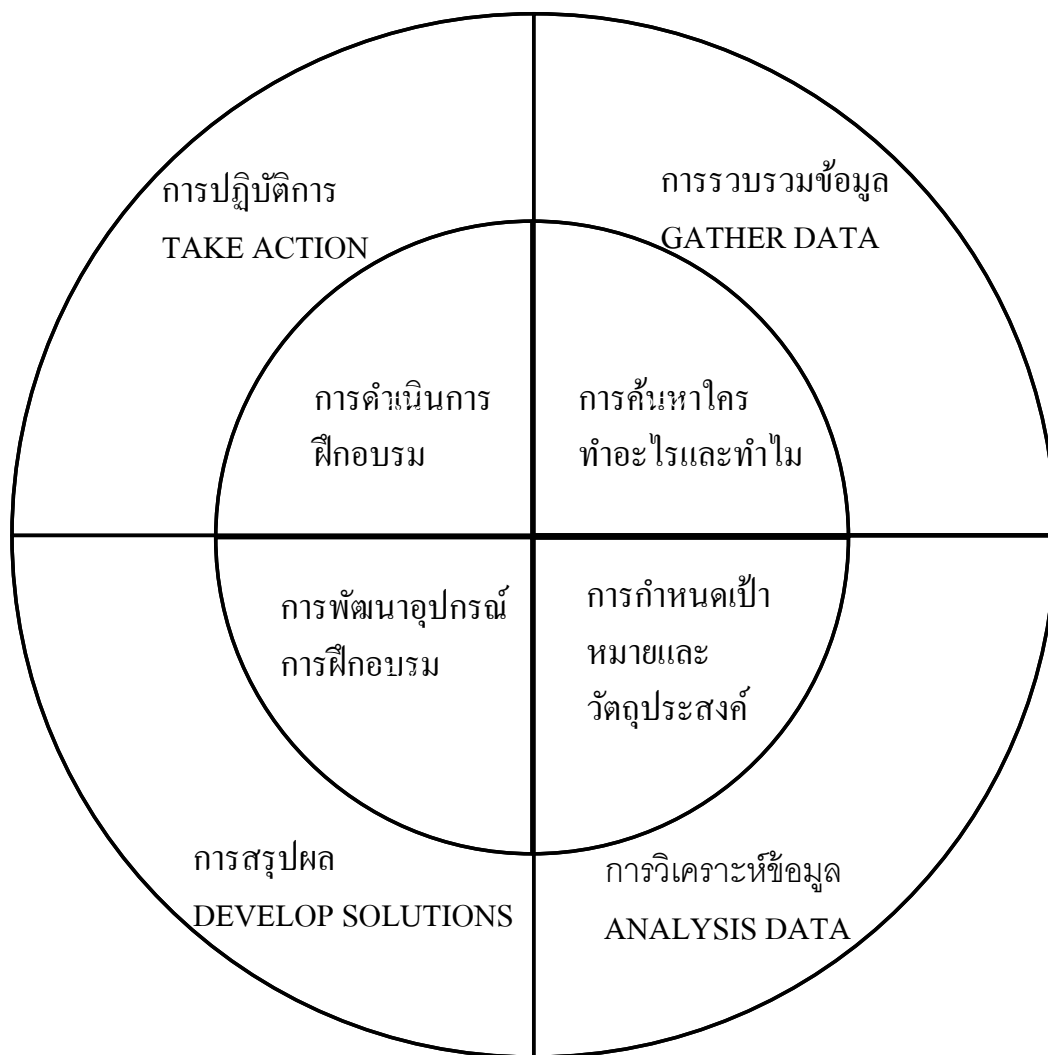 การปฏิบัติการ
TAKE ACTION
การรวบรวมข้อมูล
GATHER DATA
การดำเนินการ
ฝึกอบรม
การค้นหาใคร
ทำอะไรและทำไม
การพัฒนาอุปกรณ์
การฝึกอบรม
การกำหนดเป้า
หมายและ
วัตถุประสงค์
การสรุปผล
DEVELOP SOLUTIONS
การวิเคราะห์ข้อมูล
ANALYSIS DATA